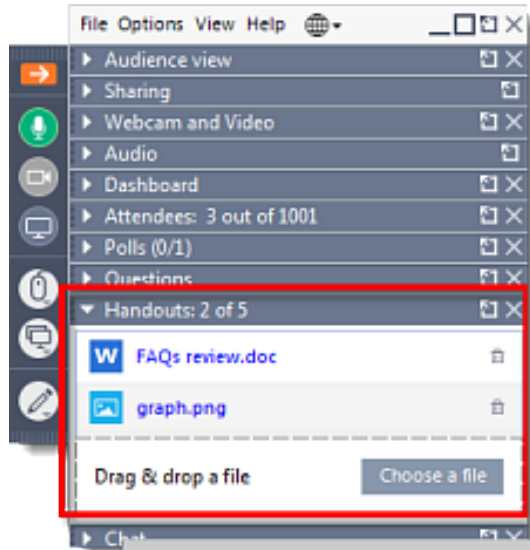 File Options View Help
Audience view
Sharing
Webcam and Video
Audio
Dashboard
Attendees: 3 out of 1001
Polls (0/1)
Questions
Handouts: 2 of 5
W FAQs review.doc
graph.png
Drag & drop a file Choose a file
Chat